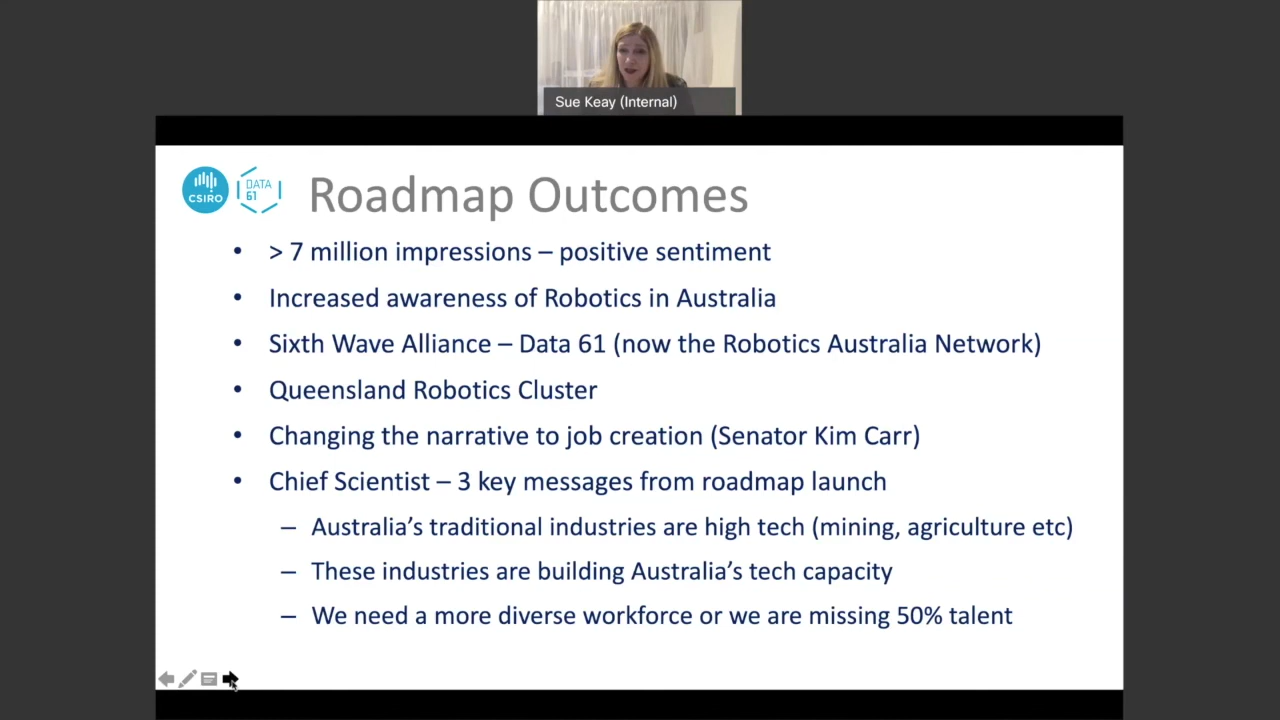 Sue Keay (Internal)
CSIRO
DATA
61
Roadmap Outcomes
• > 7 million impressions – positive sentiment
• Increased awareness of Robotics in Australia
• Sixth Wave Alliance – Data 61 (now the Robotics Australia Network)
• Queensland Robotics Cluster
• Changing the narrative to job creation (Senator Kim Carr)
• Chief Scientist – 3 key messages from roadmap launch
– Australia’s traditional industries are high tech (mining, agriculture etc)
– These industries are building Australia’s tech capacity
– We need a more diverse workforce or we are missing 50% talent